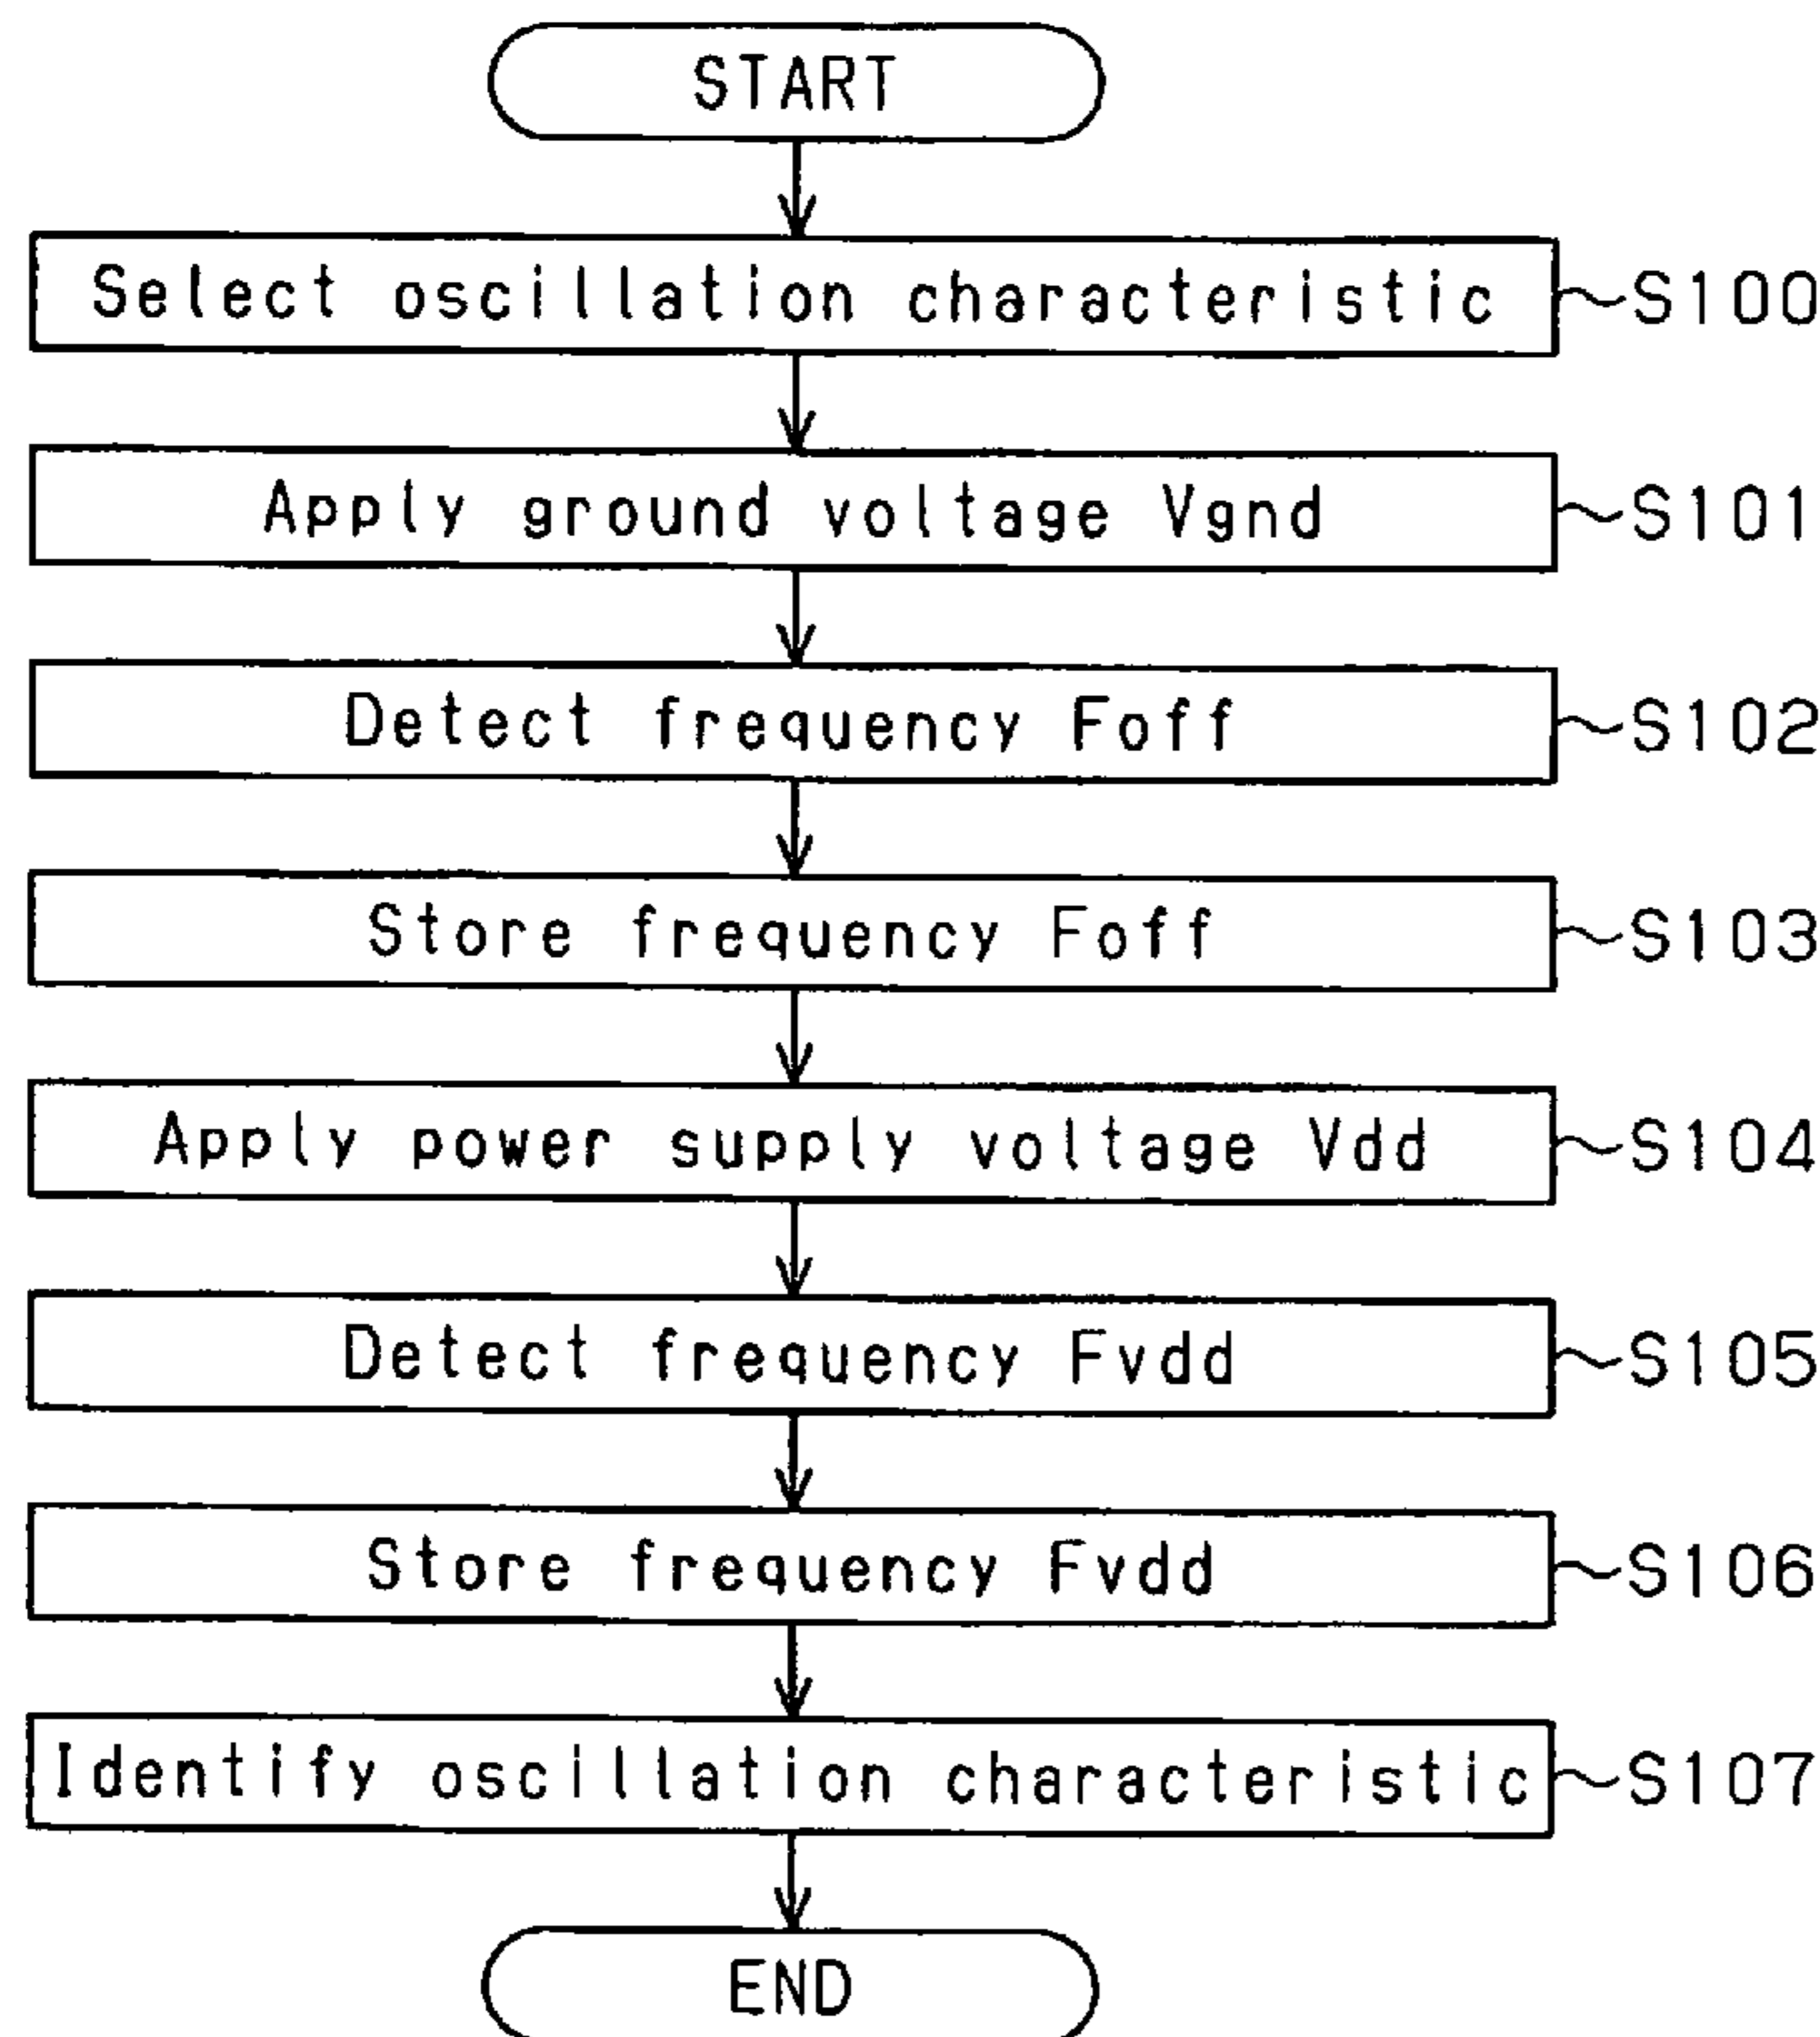 START
Select oscillation characteristic S100
Apply ground voltage Vgnd S101
Detect frequency Foff S102
Store frequency Foff S103
Apply power supply voltage Vdd S104
Detect frequency Fvdd S105
Store frequency Fvdd S106
Identify oscillation characteristic S107
END